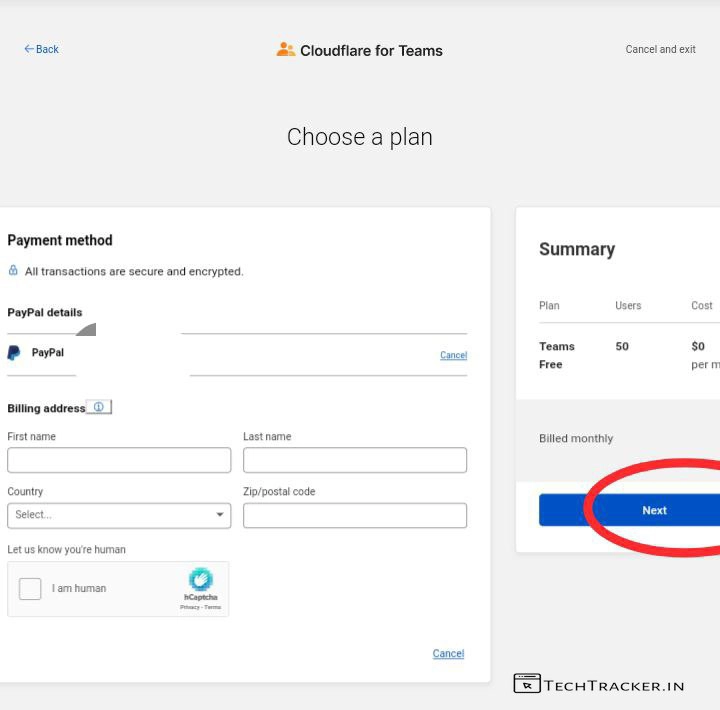 Back
Cloudflare for Teams
Cancel and exit
Choose a plan
Payment method
All transactions are secure and encrypted.
PayPal details
PayPal
Cancel
Billing address
First name
Last name
Country
Zip/postal code
Select...
Let us know you're human
I am human
hCaptcha
Privacy - Terms
Cancel
Summary
Plan Users Cost
Teams 50 $0
Free per m
Billed monthly
Next
TECHTRACKER.IN